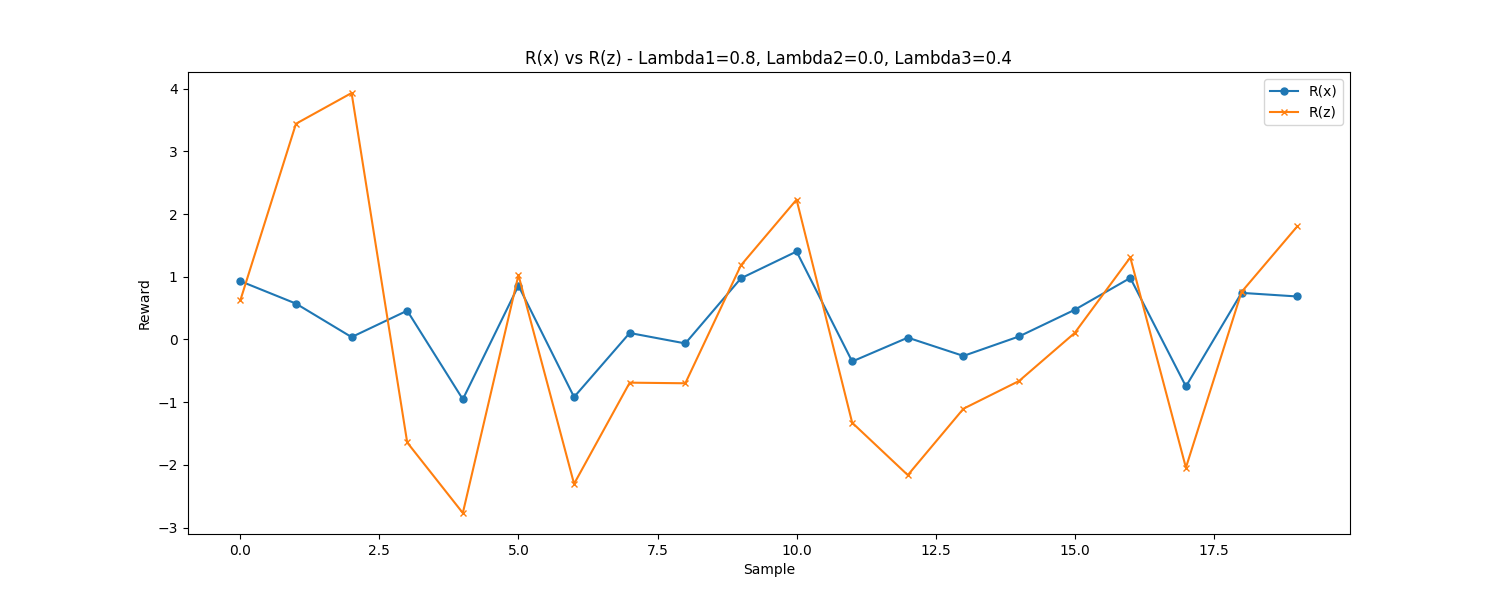 R(x) vs R(z) - Lambda1=0.8, Lambda2=0.0, Lambda3=0.4
R(x)
R(z)
Reward
4
3
2
1
0
−1
−2
−3
0.0 2.5 5.0 7.5 10.0 12.5 15.0 17.5
Sample